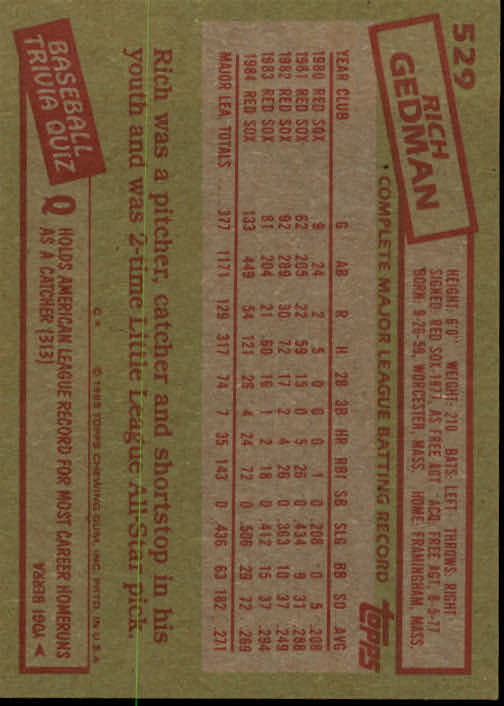 529
RICH
GEDMAN
HEIGHT: 6'0" WEIGHT: 210 BATS: LEFT THROWS: RIGHT
SIGNED: RED SOX-1977, AS FREE AGT -ACQ: FREE AGT, 8-5-77
BORN: 9-26-59, WORCESTER, MASS. HOME: FRAMINGHAM, MASS.
COMPLETE MAJOR LEAGUE BATTING RECORD
topps
YEAR CLUB G AB R H 2B 3B HR RBI SB SLG BB SO AVG
1980 RED SOX 9 24 2 5 0 0 0 1 0 .208 0 5 .208
1981 RED SOX 62 205 22 59 15 0 5 26 0 .434 9 31 .288
1982 RED SOX 92 289 30 72 17 2 4 26 0 .363 10 37 .249
1983 RED SOX 81 204 21 60 16 1 2 18 0 .412 15 37 .294
1984 RED SOX 133 449 54 121 26 4 24 72 0 .506 29 72 .269
MAJOR LEA. TOTALS 377 1171 129 317 74 7 35 143 0 .436 63 182 .271
Rich was a pitcher, catcher and shortstop in his
youth and was 2-time Little League All-Star pick.
C * © 1985 TOPPS CHEWING GUM, INC. PRTD. IN U.S.A.
BASEBALL
TRIVIA QUIZ
Q HOLDS AMERICAN LEAGUE RECORD FOR MOST CAREER HOMERUNS
AS A CATCHER (313)
YOGI BERRA